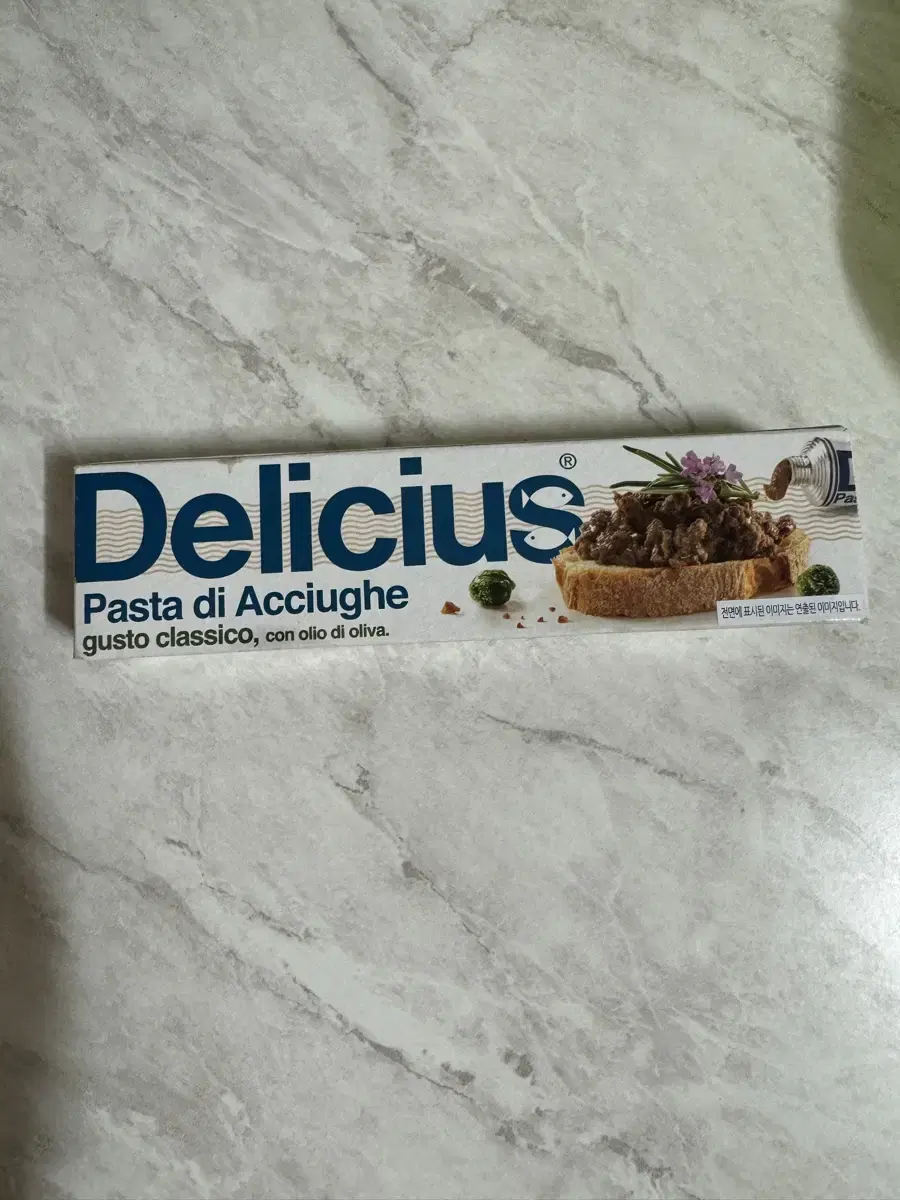 Delicius®
Pasta di Acciughe
gusto classico, con olio di oliva.
전면에 표시된 이미지는 연출된 이미지입니다.